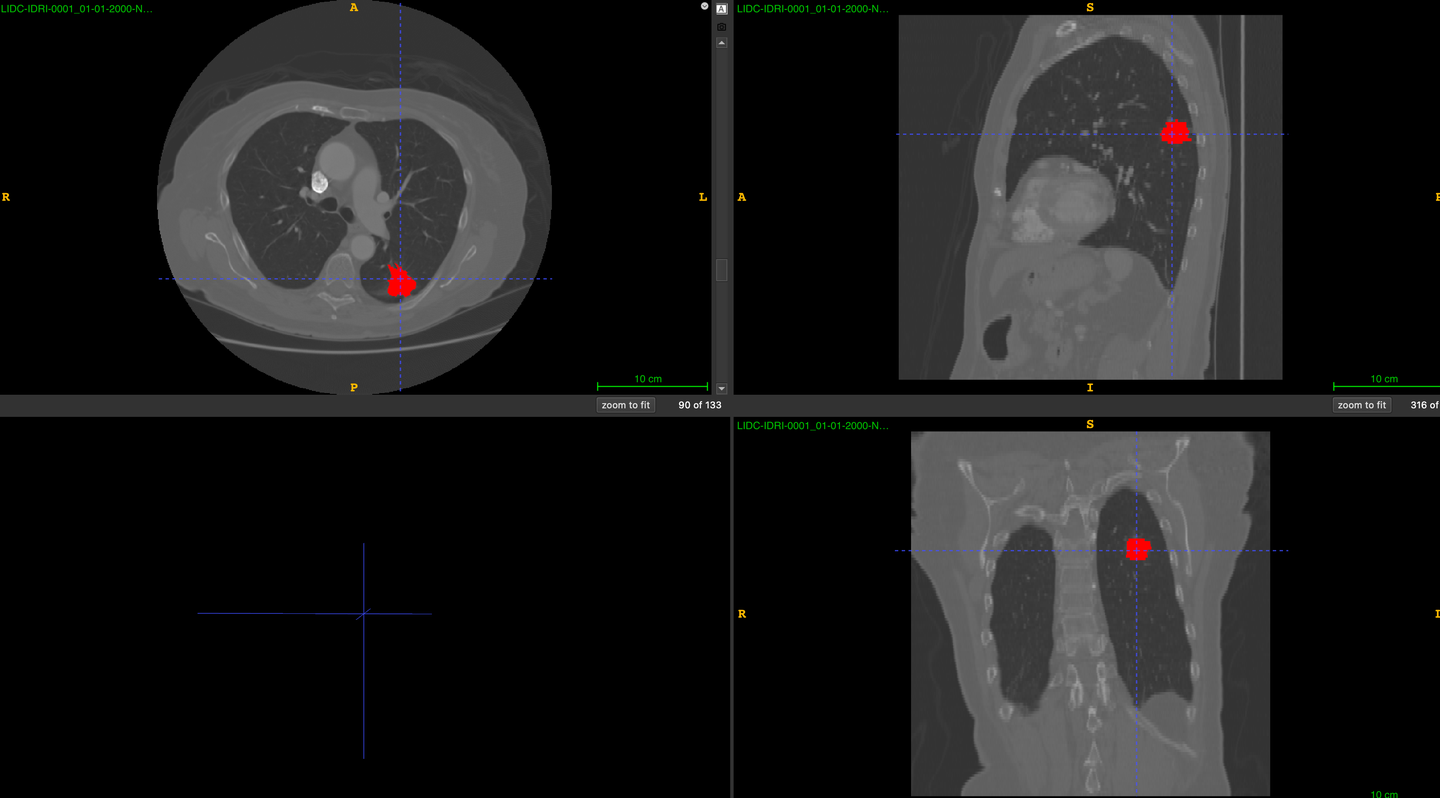 LIDC-IDRI-0001_01-01-2000-N...
A
A
R
L
P
10 cm
zoom to fit
90 of 133
LIDC-IDRI-0001_01-01-2000-N...
S
A
I
10 cm
zoom to fit
316 of
LIDC-IDRI-0001_01-01-2000-N...
S
R
10 cm